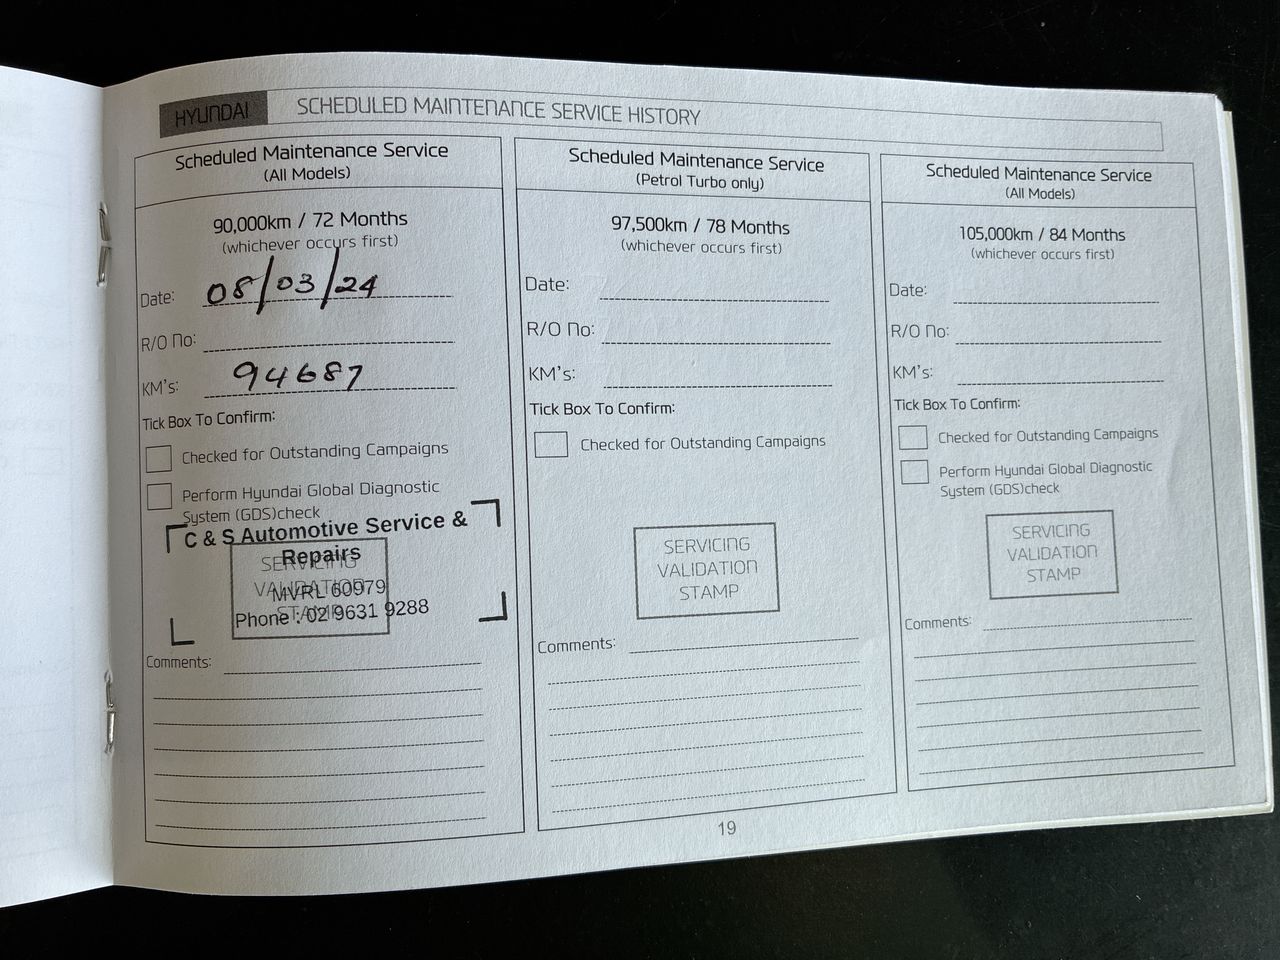 HYUNDAI
SCHEDULED MAINTENANCE SERVICE HISTORY
Scheduled Maintenance Service
(All Models)
90,000km / 72 Months
(whichever occurs first)
Date: 08/03/24
R/O No:
KM's: 94687
Tick Box To Confirm:
Checked for Outstanding Campaigns
Perform Hyundai Global Diagnostic
System (GDS)check
C & S Automotive Service &
Repairs
MVRL 60979
Phone : 02 9631 9288
SERVICING
VALIDATION
STAMP
Comments:
Scheduled Maintenance Service
(Petrol Turbo only)
97,500km / 78 Months
(whichever occurs first)
Date:
R/O No:
KM's:
Tick Box To Confirm:
Checked for Outstanding Campaigns
SERVICING
VALIDATION
STAMP
Comments:
Scheduled Maintenance Service
(All Models)
105,000km / 84 Months
(whichever occurs first)
Date:
R/O No:
KM's:
Tick Box To Confirm:
Checked for Outstanding Campaigns
Perform Hyundai Global Diagnostic
System (GDS)check
SERVICING
VALIDATION
STAMP
Comments:
19